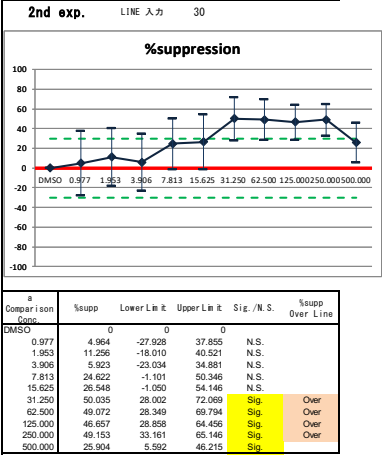 2nd exp. LINE 入力 30
%suppression
100
80
60
40
20
0
DMSO 0.977 1.953 3.906 7.813 15.625 31.250 62.500 125.000 250.000 500.000
-20
-40
-60
-80
-100
a
Comparison %supp Lower Limit Upper Limit Sig./N.S. %supp Over Line
Conc.
DMSO 0 0 0
0.977 4.964 -27.928 37.855 N.S.
1.953 11.256 -18.010 40.521 N.S.
3.906 5.923 -23.034 34.881 N.S.
7.813 24.622 -1.101 50.346 N.S.
15.625 26.548 -1.050 54.146 N.S.
31.250 50.035 28.002 72.069 Sig. Over
62.500 49.072 28.349 69.794 Sig. Over
125.000 46.657 28.858 64.456 Sig. Over
250.000 49.153 33.161 65.146 Sig. Over
500.000 25.904 5.592 46.215 Sig.